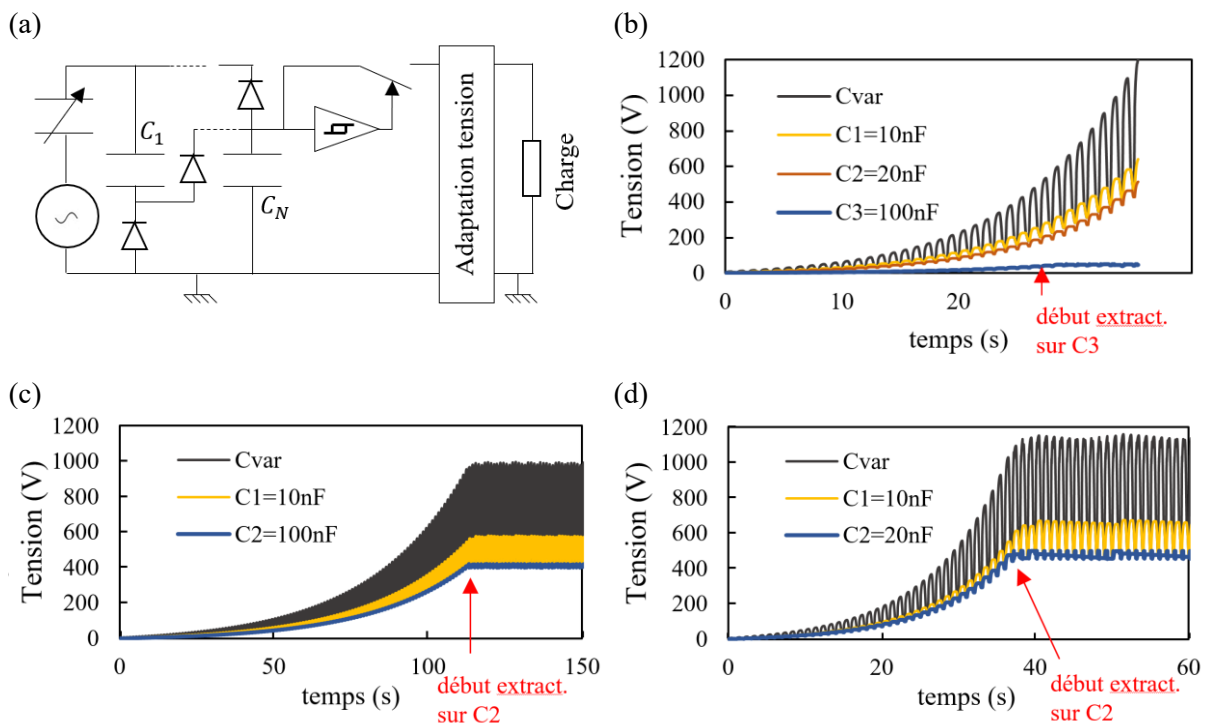 (a)
C₁
C_N
Adaptation tension
Charge
(b)
Tension (V)
1200
1000
800
600
400
200
0
Cvar
C1=10nF
C2=20nF
C3=100nF
0 10 20
temps (s)
début extract.
sur C3
(c)
Tension (V)
1200
1000
800
600
400
200
0
Cvar
C1=10nF
C2=100nF
0 50 100 150
temps (s)
début extract.
sur C2
(d)
Tension (V)
1200
1000
800
600
400
200
0
Cvar
C1=10nF
C2=20nF
0 20 40 60
temps (s)
début extract.
sur C2